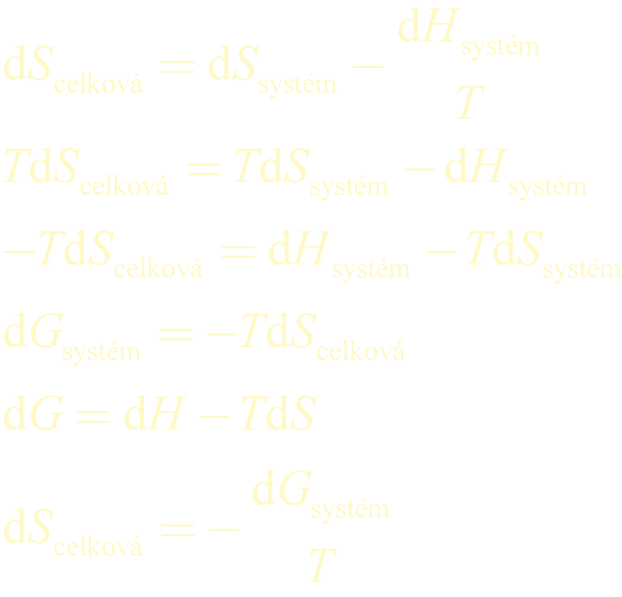 dS_celková = dS_systém − dH_systém / T
TdS_celková = TdS_systém − dH_systém
−TdS_celková = dH_systém − TdS_systém
dG_systém = −TdS_celková
dG = dH − TdS
dS_celková = − dG_systém / T